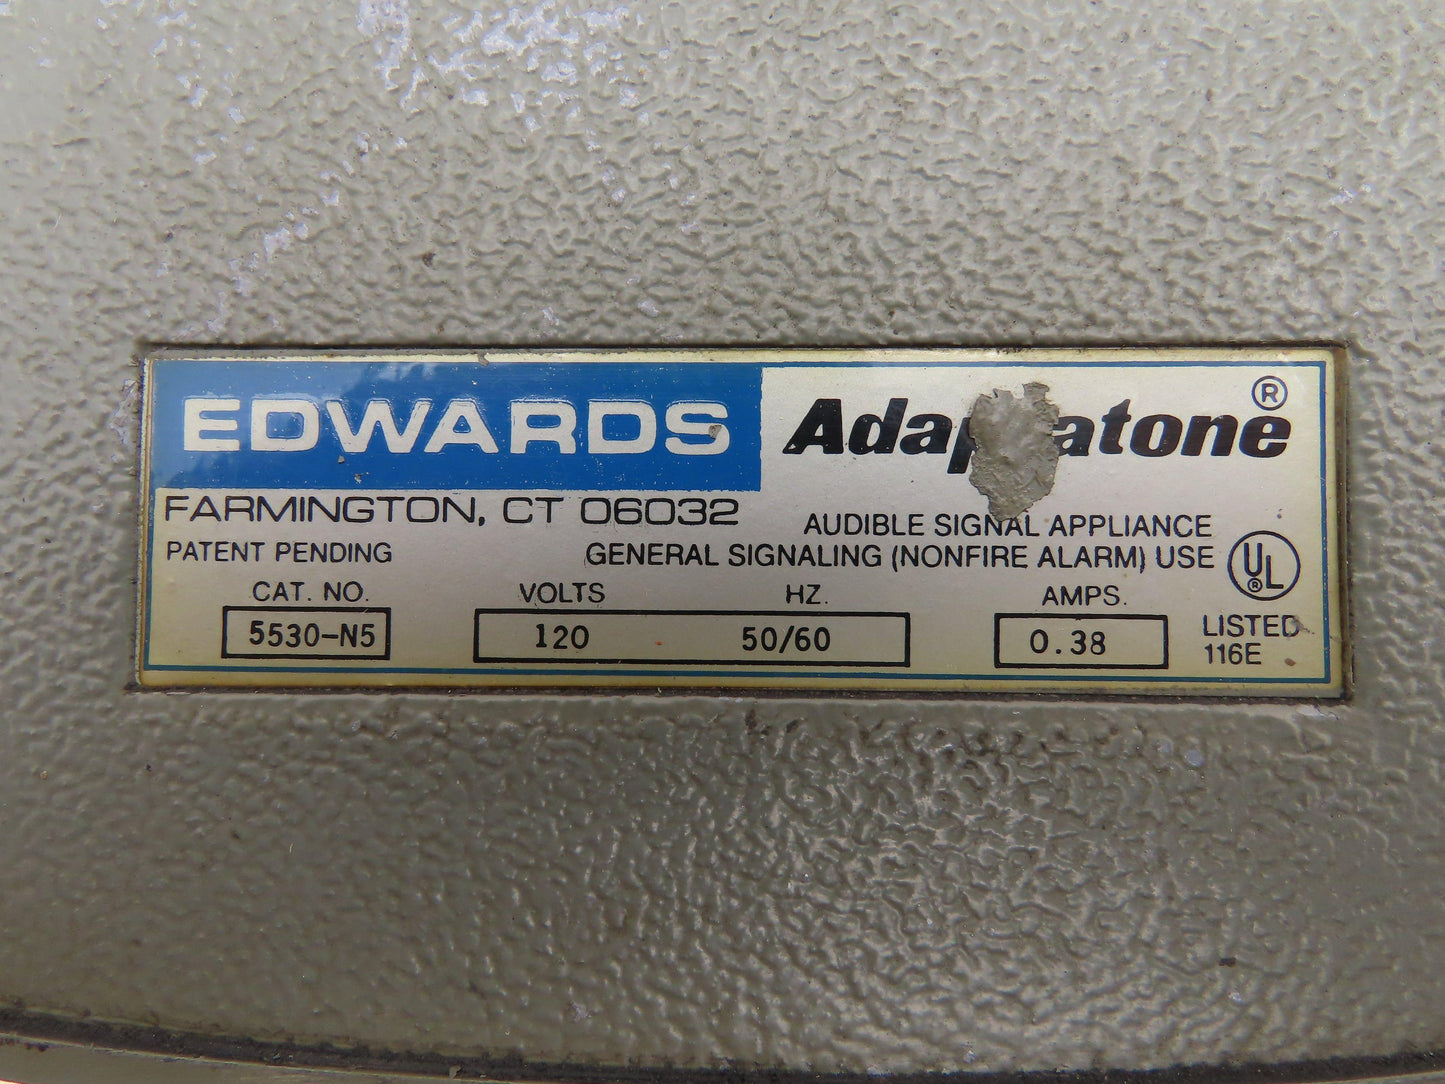 EDWARDS
FARMINGTON, CT 06032
PATENT PENDING
Adaptatone®
AUDIBLE SIGNAL APPLIANCE
GENERAL SIGNALING (NONFIRE ALARM) USE
UL®
CAT. NO. VOLTS HZ. AMPS.
5530-N5 120 50/60 0.38
LISTED
116E